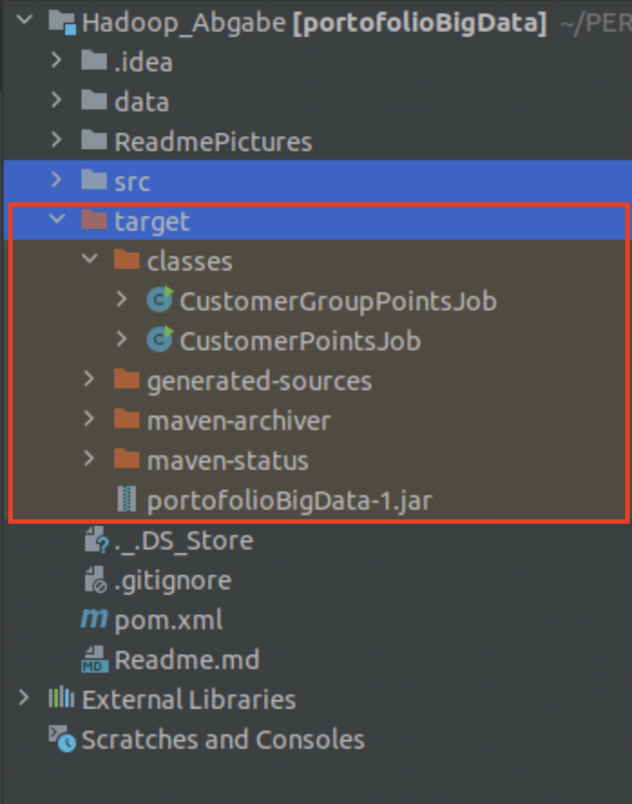 Hadoop_Abgabe [portofolioBigData] ~/PER
.idea
data
ReadmePictures
src
target
classes
C CustomerGroupPointsJob
C CustomerPointsJob
generated-sources
maven-archiver
maven-status
portofolioBigData-1.jar
? ._.DS_Store
.gitignore
m pom.xml
MD Readme.md
External Libraries
Scratches and Consoles